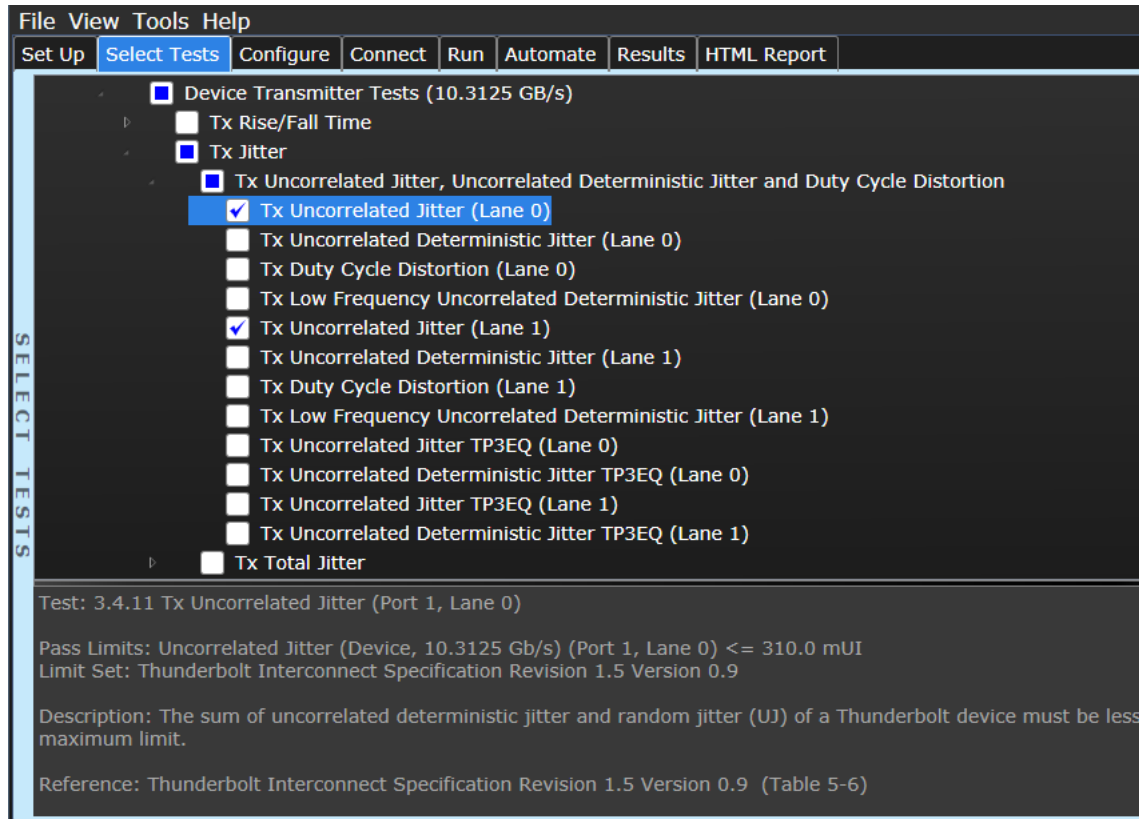 File View Tools Help
Set Up Select Tests Configure Connect Run Automate Results HTML Report
Device Transmitter Tests (10.3125 GB/s)
Tx Rise/Fall Time
Tx Jitter
Tx Uncorrelated Jitter, Uncorrelated Deterministic Jitter and Duty Cycle Distortion
Tx Uncorrelated Jitter (Lane 0)
Tx Uncorrelated Deterministic Jitter (Lane 0)
Tx Duty Cycle Distortion (Lane 0)
Tx Low Frequency Uncorrelated Deterministic Jitter (Lane 0)
Tx Uncorrelated Jitter (Lane 1)
Tx Uncorrelated Deterministic Jitter (Lane 1)
Tx Duty Cycle Distortion (Lane 1)
Tx Low Frequency Uncorrelated Deterministic Jitter (Lane 1)
Tx Uncorrelated Jitter TP3EQ (Lane 0)
Tx Uncorrelated Deterministic Jitter TP3EQ (Lane 0)
Tx Uncorrelated Jitter TP3EQ (Lane 1)
Tx Uncorrelated Deterministic Jitter TP3EQ (Lane 1)
Tx Total Jitter
SELECT TESTS
Test: 3.4.11 Tx Uncorrelated Jitter (Port 1, Lane 0)
Pass Limits: Uncorrelated Jitter (Device, 10.3125 Gb/s) (Port 1, Lane 0) <= 310.0 mUI
Limit Set: Thunderbolt Interconnect Specification Revision 1.5 Version 0.9
Description: The sum of uncorrelated deterministic jitter and random jitter (UJ) of a Thunderbolt device must be less
maximum limit.
Reference: Thunderbolt Interconnect Specification Revision 1.5 Version 0.9 (Table 5-6)